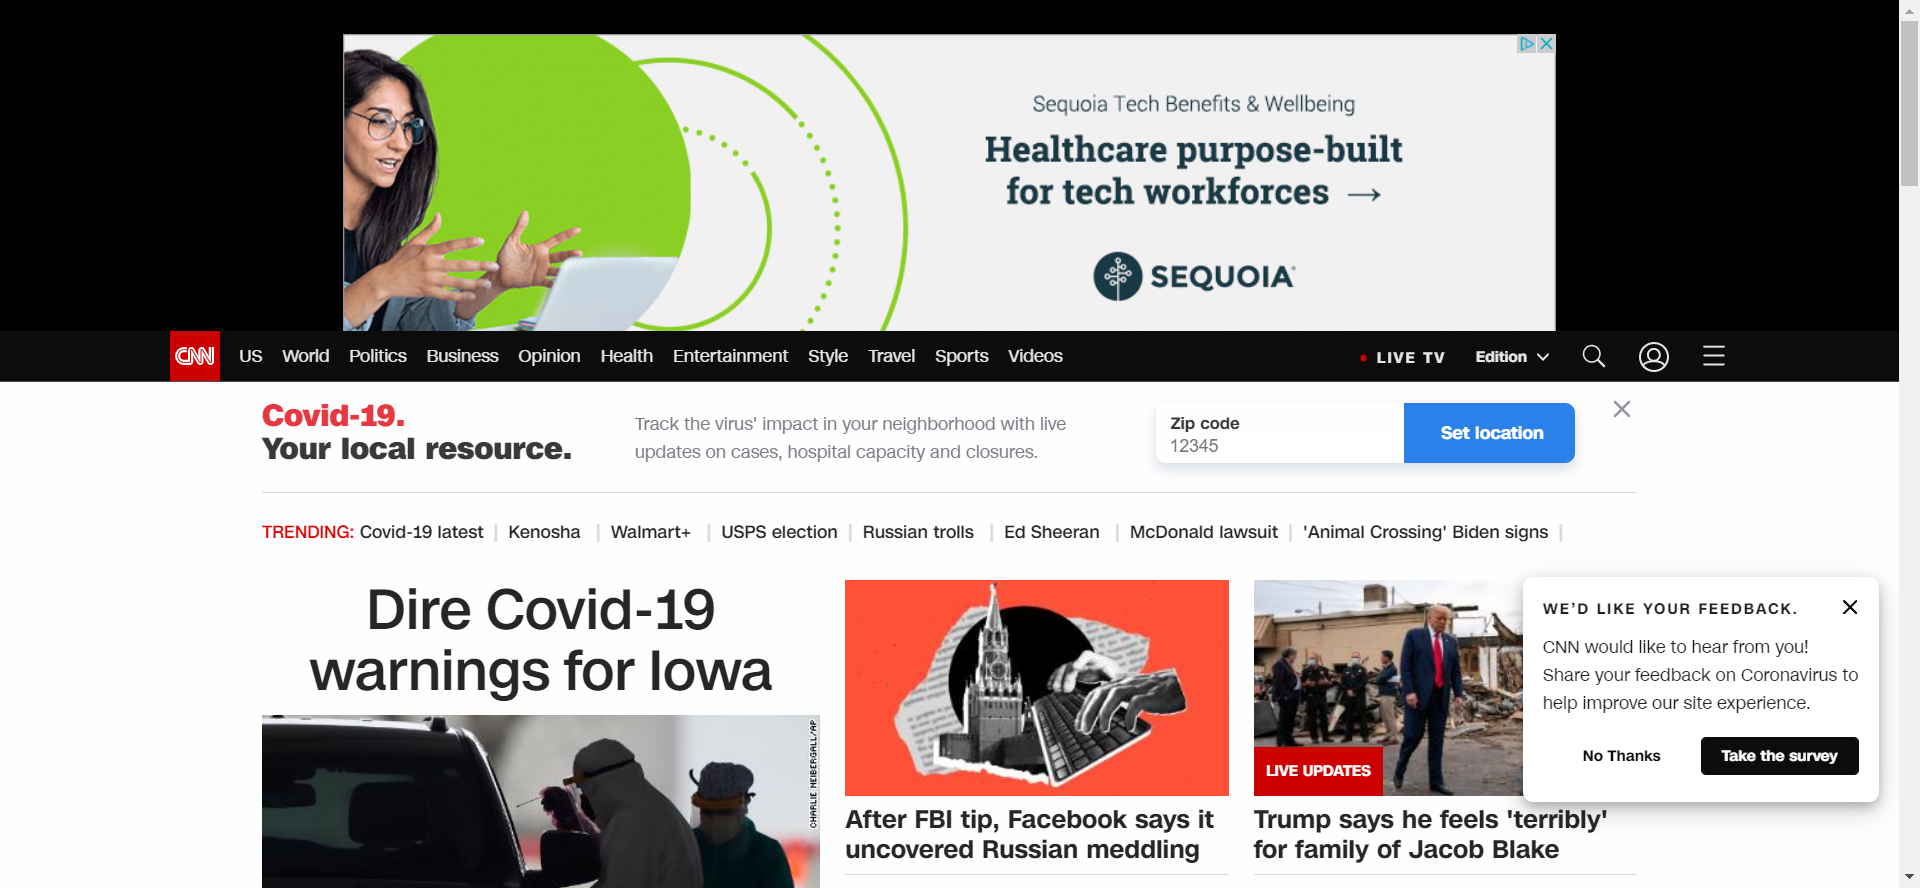 Sequoia Tech Benefits & Wellbeing
Healthcare purpose-built
for tech workforces →
SEQUOIA
CNN US World Politics Business Opinion Health Entertainment Style Travel Sports Videos LIVE TV Edition
Covid-19.
Your local resource.
Track the virus' impact in your neighborhood with live
updates on cases, hospital capacity and closures.
Zip code
12345
Set location
TRENDING: Covid-19 latest | Kenosha | Walmart+ | USPS election | Russian trolls | Ed Sheeran | McDonald lawsuit | 'Animal Crossing' Biden signs |
Dire Covid-19
warnings for Iowa
CHARLIE NEIBERGALL/AP
After FBI tip, Facebook says it
uncovered Russian meddling
LIVE UPDATES
Trump says he feels 'terribly'
for family of Jacob Blake
WE'D LIKE YOUR FEEDBACK.
CNN would like to hear from you!
Share your feedback on Coronavirus to
help improve our site experience.
No Thanks
Take the survey